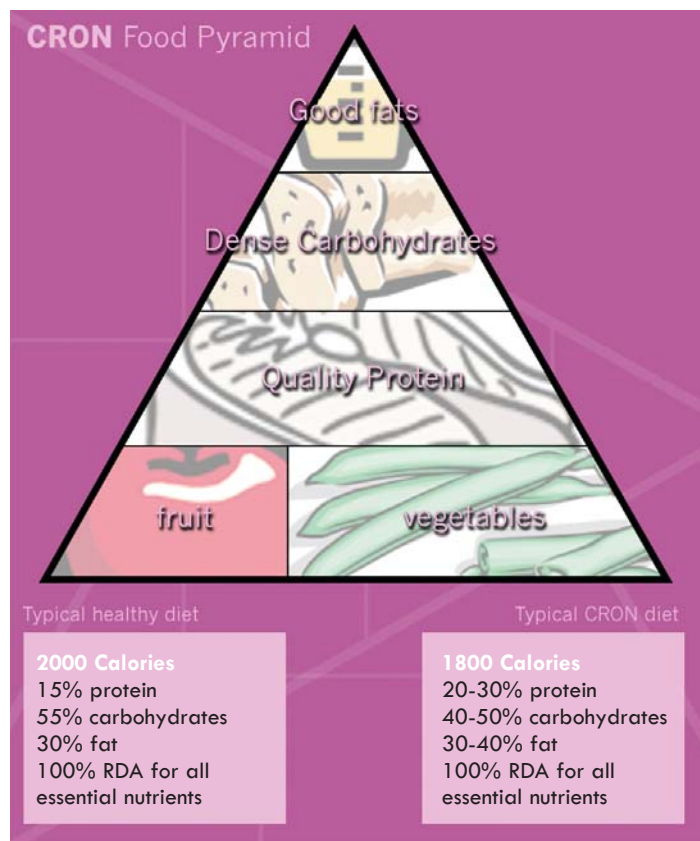 CRON Food Pyramid
Good fats
Dense Carbohydrates
Quality Protein
fruit
vegetables
Typical healthy diet
2000 Calories
15% protein
55% carbohydrates
30% fat
100% RDA for all
essential nutrients
Typical CRON diet
1800 Calories
20-30% protein
40-50% carbohydrates
30-40% fat
100% RDA for all
essential nutrients